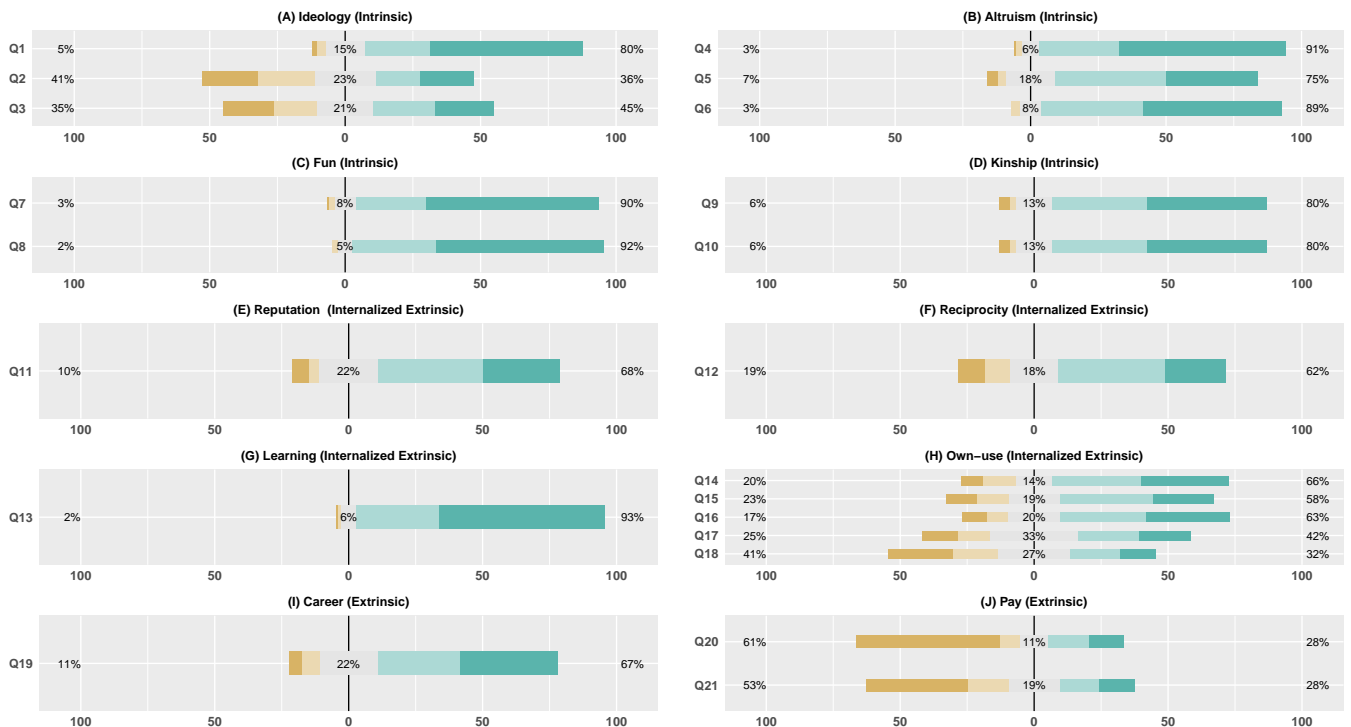 (A) Ideology (Intrinsic)
Q1 5% 15% 80%
Q2 41% 23% 36%
Q3 35% 21% 45%
100 50 0 50 100
(B) Altruism (Intrinsic)
Q4 3% 6% 91%
Q5 7% 18% 75%
Q6 3% 8% 89%
100 50 0 50 100
(C) Fun (Intrinsic)
Q7 3% 8% 90%
Q8 2% 5% 92%
100 50 0 50 100
(D) Kinship (Intrinsic)
Q9 6% 13% 80%
Q10 6% 13% 80%
100 50 0 50 100
(E) Reputation (Internalized Extrinsic)
Q11 10% 22% 68%
100 50 0 50 100
(F) Reciprocity (Internalized Extrinsic)
Q12 19% 18% 62%
100 50 0 50 100
(G) Learning (Internalized Extrinsic)
Q13 2% 6% 93%
100 50 0 50 100
(H) Own−use (Internalized Extrinsic)
Q14 20% 14% 66%
Q15 23% 19% 58%
Q16 17% 20% 63%
Q17 25% 33% 42%
Q18 41% 27% 32%
100 50 0 50 100
(I) Career (Extrinsic)
Q19 11% 22% 67%
100 50 0 50 100
(J) Pay (Extrinsic)
Q20 61% 11% 28%
Q21 53% 19% 28%
100 50 0 50 100